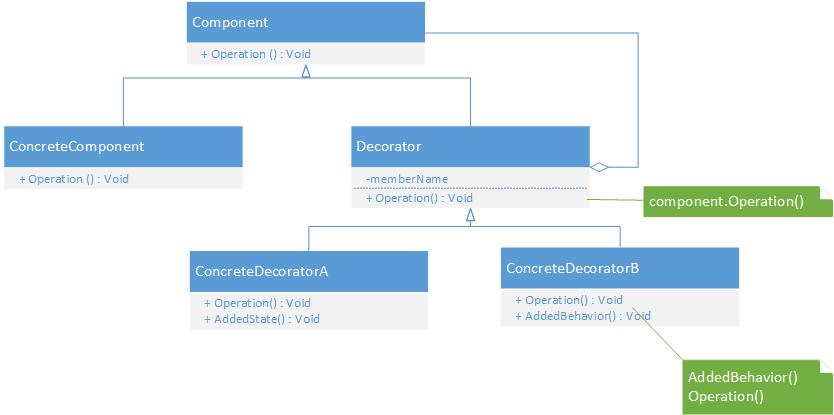 Component
+ Operation () : Void
ConcreteComponent
+ Operation () : Void
Decorator
-memberName
+ Operation() : Void
component.Operation()
ConcreteDecoratorA
+ Operation() : Void
+ AddedState() : Void
ConcreteDecoratorB
+ Operation() : Void
+ AddedBehavior() : Void
AddedBehavior()
Operation()